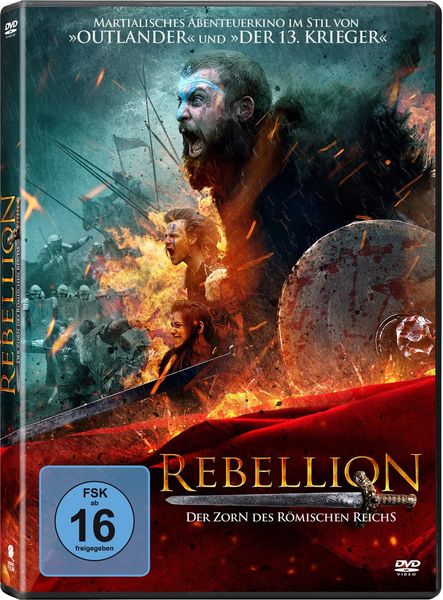 MARTIALISCHES ABENTEUERKINO IM STIL VON
»OUTLANDER« UND »DER 13. KRIEGER«
REBELLION
DER ZORN DES RÖMISCHEN REICHS
DVD
VIDEO
FSK
ab
16
freigegeben
DVD
VIDEO
REBELLION
DER ZORN DES RÖMISCHEN REICHS